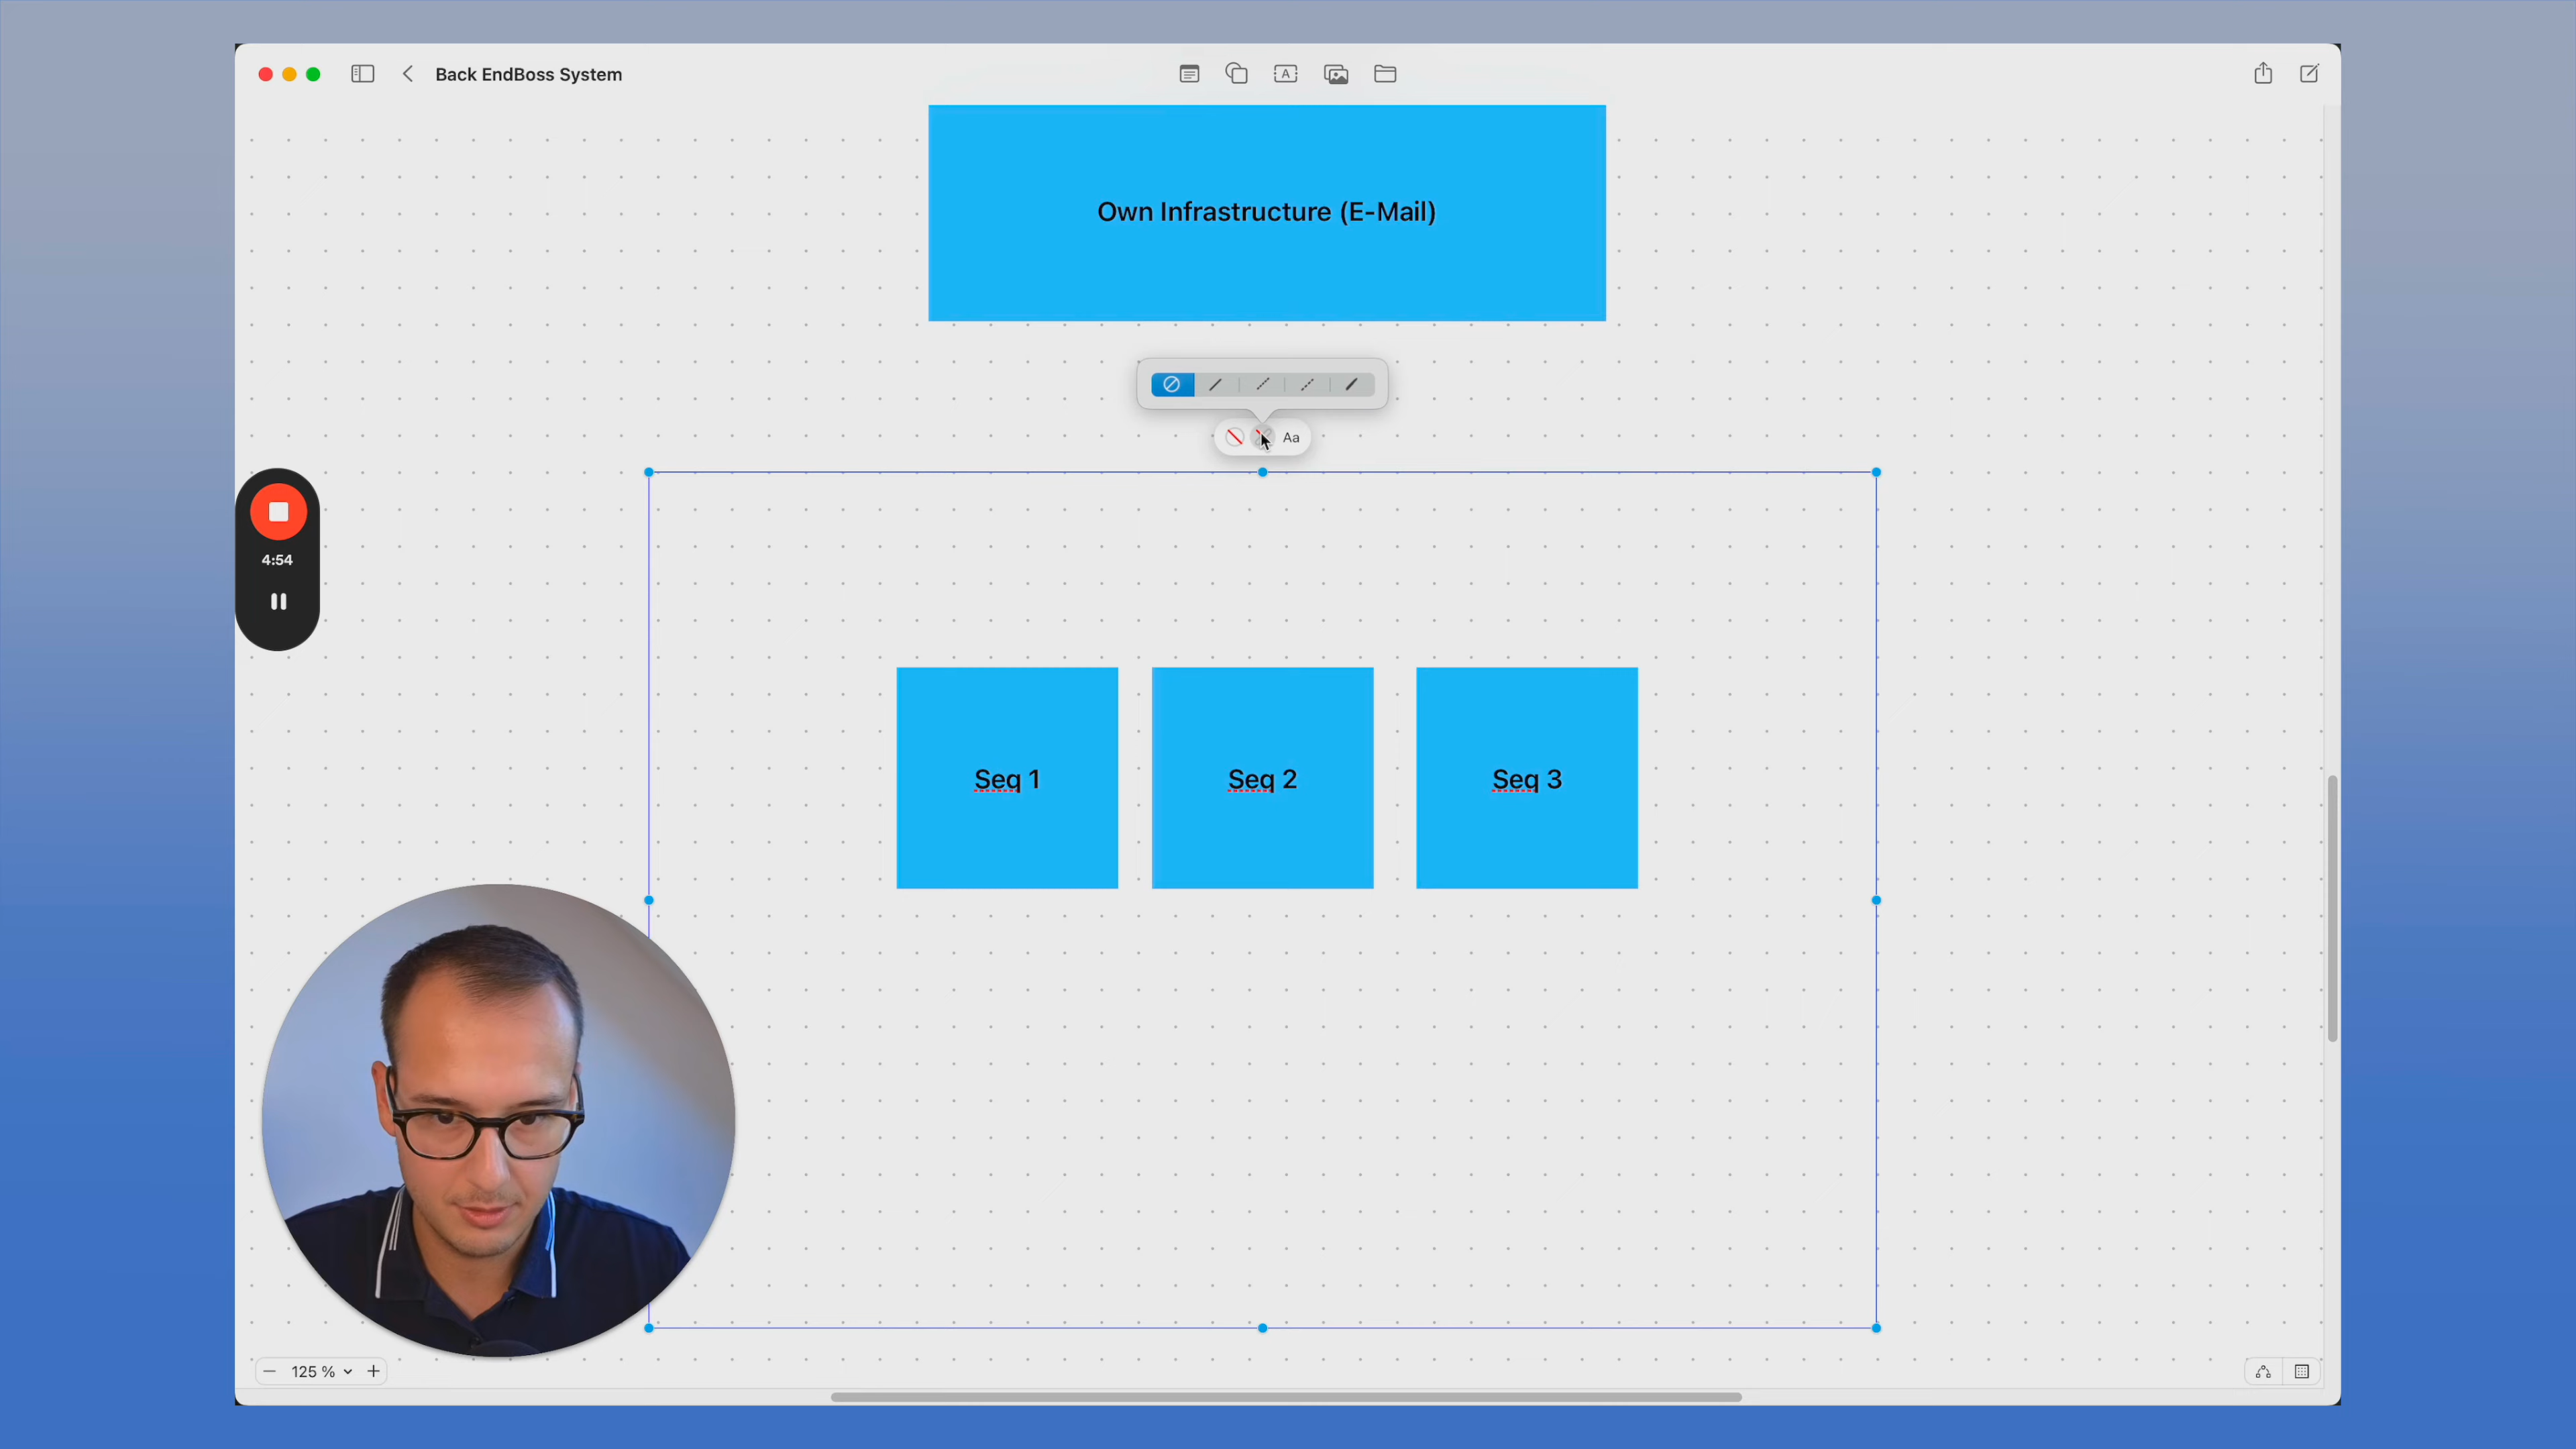 Back EndBoss System
A
Own Infrastructure (E-Mail)
Aa
4:54
Seq 1
Seq 2
Seq 3
125 %